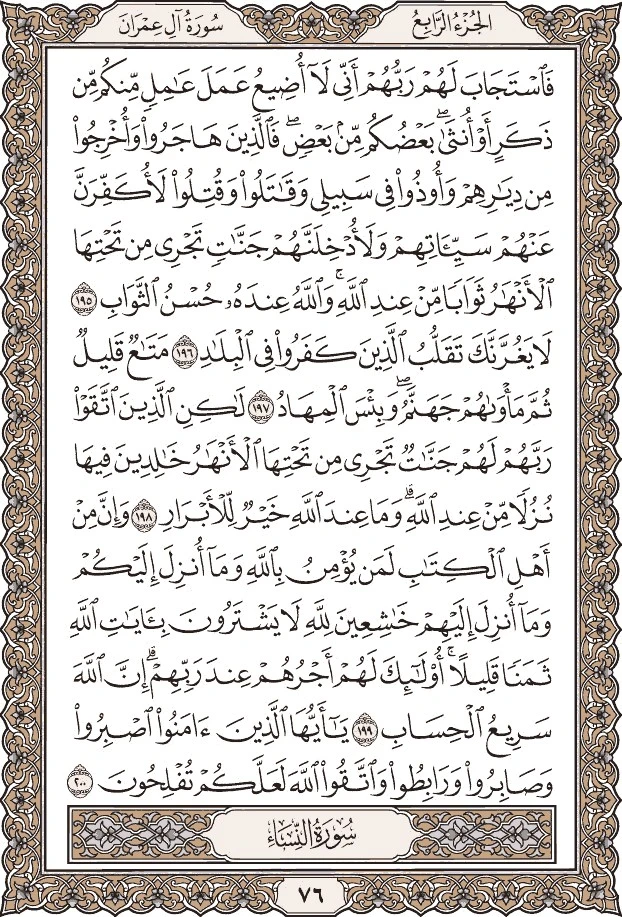 سُورَةُ آلِ عِمْرَانَ
الجُزْءُ الرَّابِعُ
فَٱسْتَجَابَ لَهُمْ رَبُّهُمْ أَنِّى لَآ أُضِيعُ عَمَلَ عَٰمِلٍ مِّنكُم مِّن
ذَكَرٍ أَوْ أُنثَىٰ ۖ بَعْضُكُم مِّنۢ بَعْضٍ ۖ فَٱلَّذِينَ هَاجَرُوا۟ وَأُخْرِجُوا۟
مِن دِيَٰرِهِمْ وَأُوذُوا۟ فِى سَبِيلِى وَقَٰتَلُوا۟ وَقُتِلُوا۟ لَأُكَفِّرَنَّ
عَنْهُمْ سَيِّـَٔاتِهِمْ وَلَأُدْخِلَنَّهُمْ جَنَّٰتٍ تَجْرِى مِن تَحْتِهَا
ٱلْأَنْهَٰرُ ثَوَابًا مِّنْ عِندِ ٱللَّهِ ۗ وَٱللَّهُ عِندَهُۥ حُسْنُ ٱلثَّوَابِ ١٩٥
لَا يَغُرَّنَّكَ تَقَلُّبُ ٱلَّذِينَ كَفَرُوا۟ فِى ٱلْبِلَٰدِ ١٩٦ مَتَٰعٌ قَلِيلٌ
ثُمَّ مَأْوَىٰهُمْ جَهَنَّمُ ۖ وَبِئْسَ ٱلْمِهَادُ ١٩٧ لَٰكِنِ ٱلَّذِينَ ٱتَّقَوْا۟
رَبَّهُمْ لَهُمْ جَنَّٰتٌ تَجْرِى مِن تَحْتِهَا ٱلْأَنْهَٰرُ خَٰلِدِينَ فِيهَا
نُزُلًا مِّنْ عِندِ ٱللَّهِ ۗ وَمَا عِندَ ٱللَّهِ خَيْرٌ لِّلْأَبْرَارِ ١٩٨ وَإِنَّ مِنْ
أَهْلِ ٱلْكِتَٰبِ لَمَن يُؤْمِنُ بِٱللَّهِ وَمَآ أُنزِلَ إِلَيْكُمْ
وَمَآ أُنزِلَ إِلَيْهِمْ خَٰشِعِينَ لِلَّهِ لَا يَشْتَرُونَ بِـَٔايَٰتِ ٱللَّهِ
ثَمَنًا قَلِيلًا ۗ أُو۟لَٰٓئِكَ لَهُمْ أَجْرُهُمْ عِندَ رَبِّهِمْ ۗ إِنَّ ٱللَّهَ
سَرِيعُ ٱلْحِسَابِ ١٩٩ يَٰٓأَيُّهَا ٱلَّذِينَ ءَامَنُوا۟ ٱصْبِرُوا۟
وَصَابِرُوا۟ وَرَابِطُوا۟ وَٱتَّقُوا۟ ٱللَّهَ لَعَلَّكُمْ تُفْلِحُونَ ٢٠٠
سُورَةُ النِّسَاءِ
٧٦